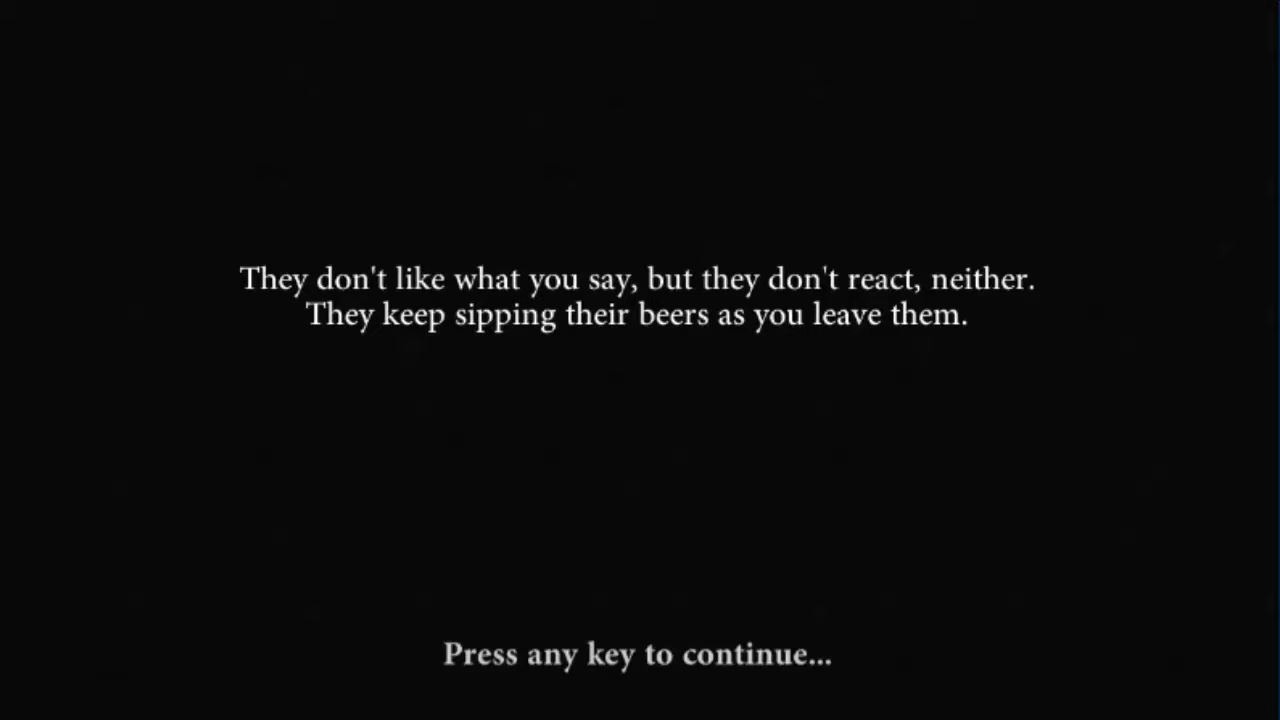 They don't like what you say, but they don't react, neither.
They keep sipping their beers as you leave them.
Press any key to continue...